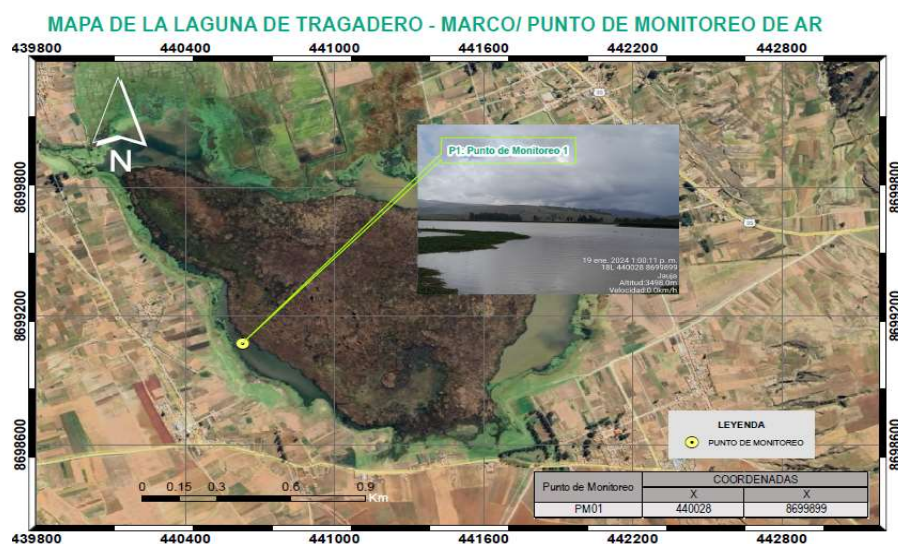 MAPA DE LA LAGUNA DE TRAGADERO - MARCO/ PUNTO DE MONITOREO DE AR
439800 440400 441000 441600 442200 442800
8699800 8699800
8699200 8699200
8698600 8698600
N
P1. Punto de Monitoreo 1
19 ene. 2024 1:00:11 p. m.
18L 440028 8699899
Jauja
Altitud:3498.0m
Velocidad:0.0km/h
LEYENDA
PUNTO DE MONITOREO
0 0.15 0.3 0.6 0.9
Km
Punto de Monitoreo COORDENADAS
X X
PM01 440028 8699899
439800 440400 441000 441600 442200 442800